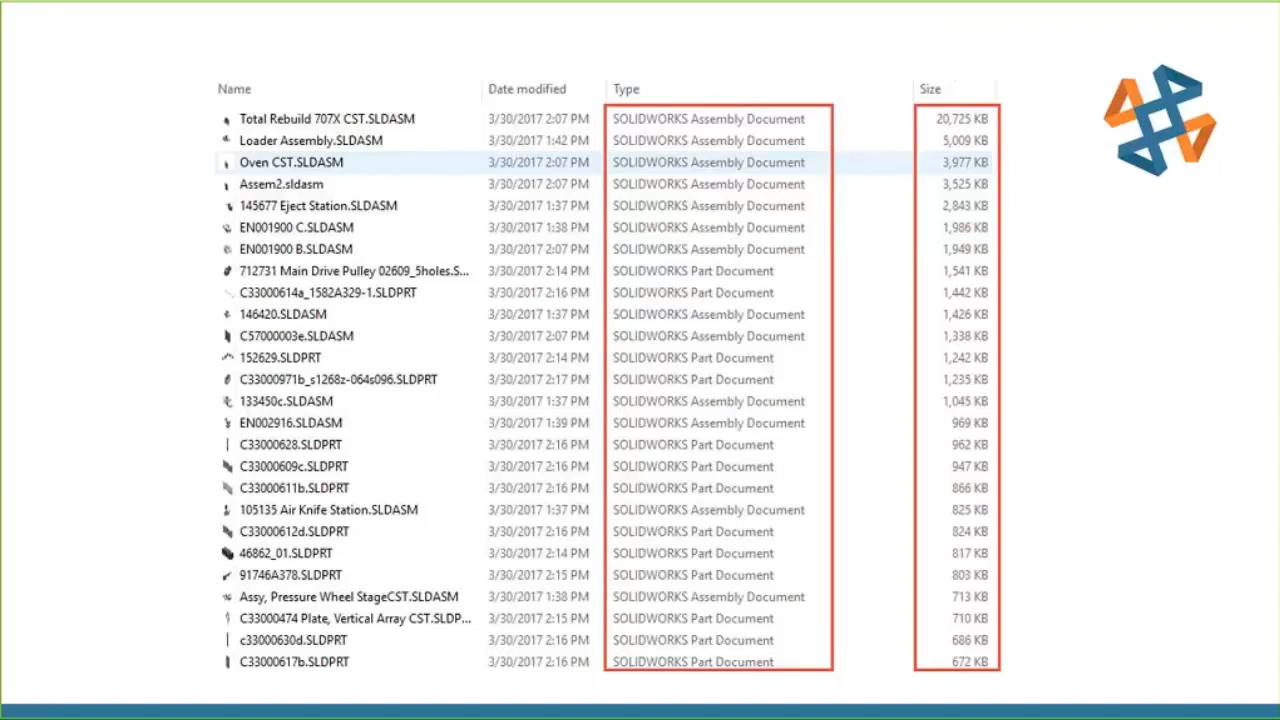 Name Date modified Type Size
Total Rebuild 707X CST.SLDASM 3/30/2017 2:07 PM SOLIDWORKS Assembly Document 20,725 KB
Loader Assembly.SLDASM 3/30/2017 1:42 PM SOLIDWORKS Assembly Document 5,009 KB
Oven CST.SLDASM 3/30/2017 2:07 PM SOLIDWORKS Assembly Document 3,977 KB
Assem2.sldasm 3/30/2017 2:07 PM SOLIDWORKS Assembly Document 3,525 KB
145677 Eject Station.SLDASM 3/30/2017 1:37 PM SOLIDWORKS Assembly Document 2,843 KB
EN001900 C.SLDASM 3/30/2017 1:38 PM SOLIDWORKS Assembly Document 1,986 KB
EN001900 B.SLDASM 3/30/2017 2:07 PM SOLIDWORKS Assembly Document 1,949 KB
712731 Main Drive Pulley 02609_5holes.S... 3/30/2017 2:14 PM SOLIDWORKS Part Document 1,541 KB
C33000614a_1582A329-1.SLDPRT 3/30/2017 2:16 PM SOLIDWORKS Part Document 1,442 KB
146420.SLDASM 3/30/2017 1:37 PM SOLIDWORKS Assembly Document 1,426 KB
C57000003e.SLDASM 3/30/2017 2:07 PM SOLIDWORKS Assembly Document 1,338 KB
152629.SLDPRT 3/30/2017 2:14 PM SOLIDWORKS Part Document 1,242 KB
C33000971b_s1268z-064s096.SLDPRT 3/30/2017 2:17 PM SOLIDWORKS Part Document 1,235 KB
133450c.SLDASM 3/30/2017 1:37 PM SOLIDWORKS Assembly Document 1,045 KB
EN002916.SLDASM 3/30/2017 1:39 PM SOLIDWORKS Assembly Document 969 KB
C33000628.SLDPRT 3/30/2017 2:16 PM SOLIDWORKS Part Document 962 KB
C33000609c.SLDPRT 3/30/2017 2:16 PM SOLIDWORKS Part Document 947 KB
C33000611b.SLDPRT 3/30/2017 2:16 PM SOLIDWORKS Part Document 866 KB
105135 Air Knife Station.SLDASM 3/30/2017 1:37 PM SOLIDWORKS Assembly Document 825 KB
C33000612d.SLDPRT 3/30/2017 2:16 PM SOLIDWORKS Part Document 824 KB
46862_01.SLDPRT 3/30/2017 2:14 PM SOLIDWORKS Part Document 817 KB
91746A378.SLDPRT 3/30/2017 2:15 PM SOLIDWORKS Part Document 803 KB
Assy, Pressure Wheel StageCST.SLDASM 3/30/2017 1:38 PM SOLIDWORKS Assembly Document 713 KB
C33000474 Plate, Vertical Array CST.SLDP... 3/30/2017 2:15 PM SOLIDWORKS Part Document 710 KB
c33000630d.SLDPRT 3/30/2017 2:16 PM SOLIDWORKS Part Document 686 KB
C33000617b.SLDPRT 3/30/2017 2:16 PM SOLIDWORKS Part Document 672 KB